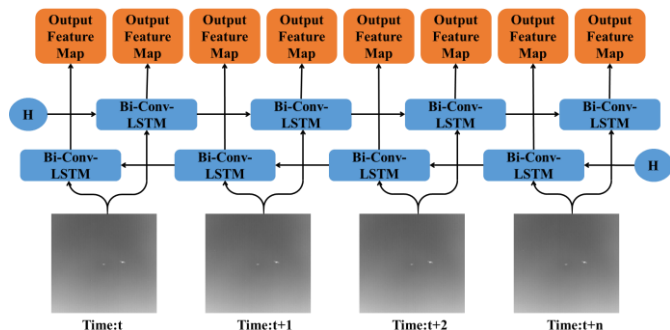 Output Output Output Output Output Output Output Output
Feature Feature Feature Feature Feature Feature Feature Feature
Map Map Map Map Map Map Map Map
H Bi-Conv- Bi-Conv- Bi-Conv- Bi-Conv-
LSTM LSTM LSTM LSTM
Bi-Conv- Bi-Conv- Bi-Conv- Bi-Conv- H
LSTM LSTM LSTM LSTM
Time:t Time:t+1 Time:t+2 Time:t+n